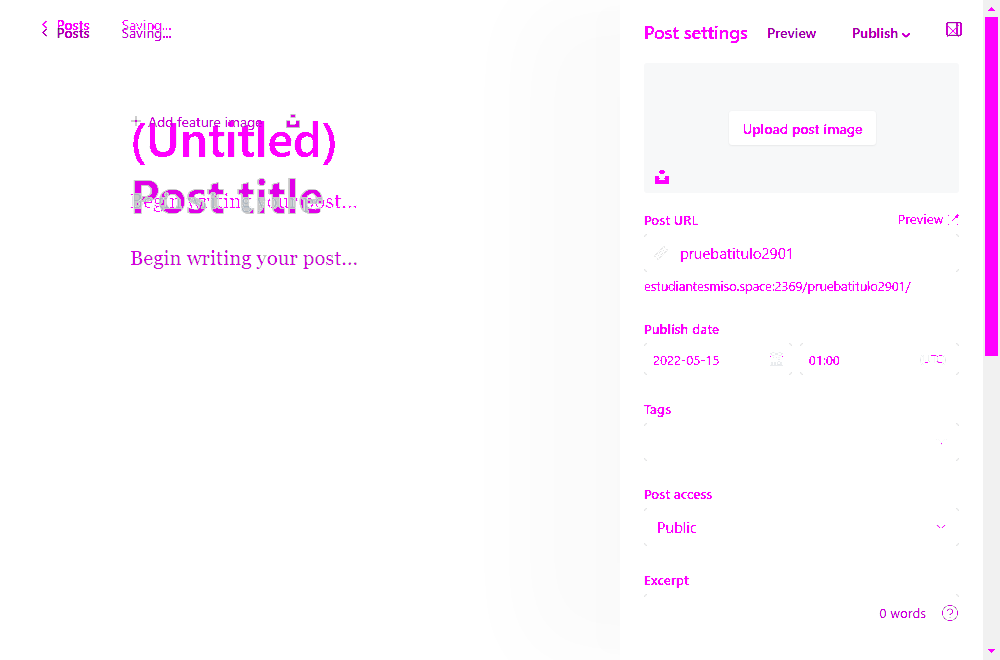 Posts
Saving...
Posts
Saving...
Post settings
Preview
Publish
Add feature image
(Untitled)
Post title
Begin writing your post...
Begin writing your post...
Upload post image
Post URL
Preview
pruebatitulo2901
estudiantesmiso.space:2369/pruebatitulo2901/
Publish date
2022-05-15
01:00
UTC
Tags
Post access
Public
Excerpt
0 words
?